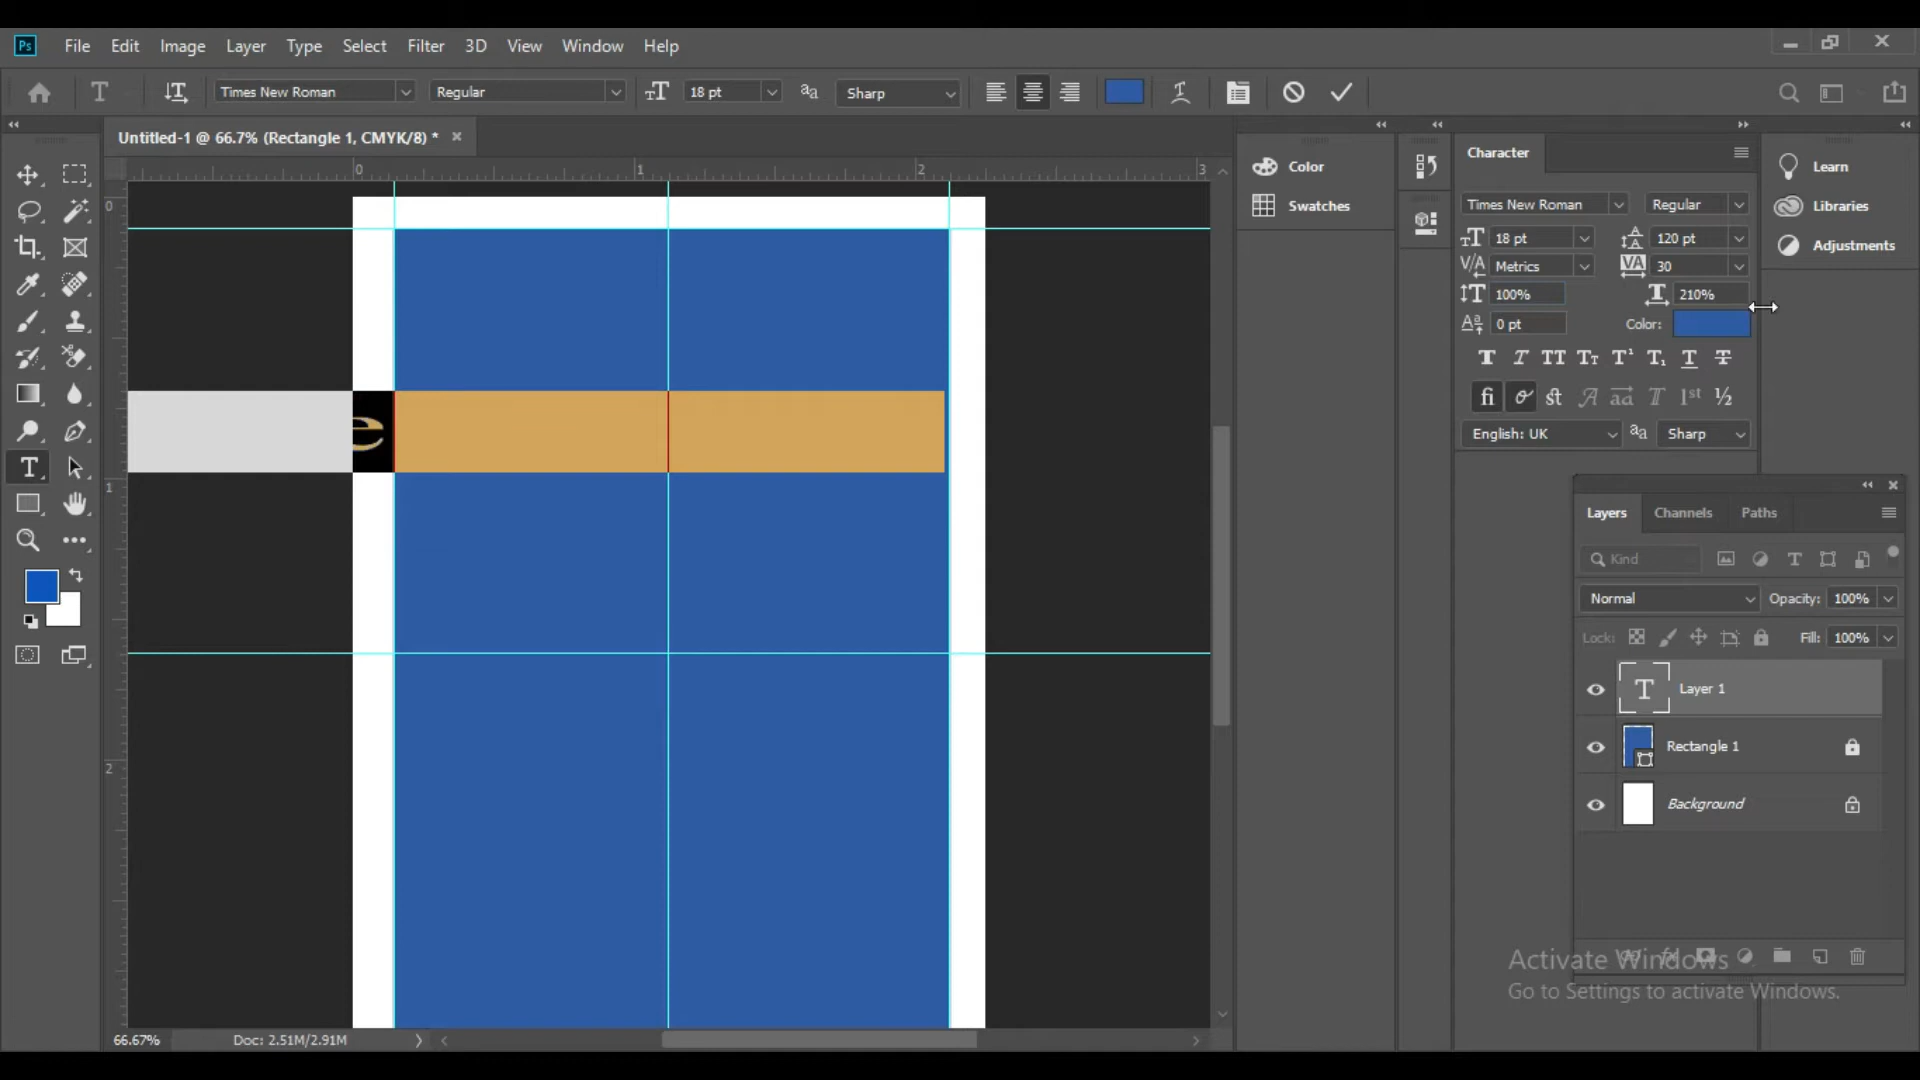 Ps File Edit Image Layer Type Select Filter 3D View Window Help
Times New Roman Regular 18 pt Sharp
Untitled-1 @ 66.7% (Rectangle 1, CMYK/8) *
0 1 2 3
0
1
2
e
Color
Swatches
Character
Times New Roman Regular
18 pt 120 pt
Metrics 30
100% 210%
0 pt Color:
English: UK Sharp
Learn
Libraries
Adjustments
Layers Channels Paths
Kind
Normal Opacity: 100%
Lock: Fill: 100%
Layer 1
Rectangle 1
Background
Activate Windows
Go to Settings to activate Windows.
66.67% Doc: 2.51M/2.91M